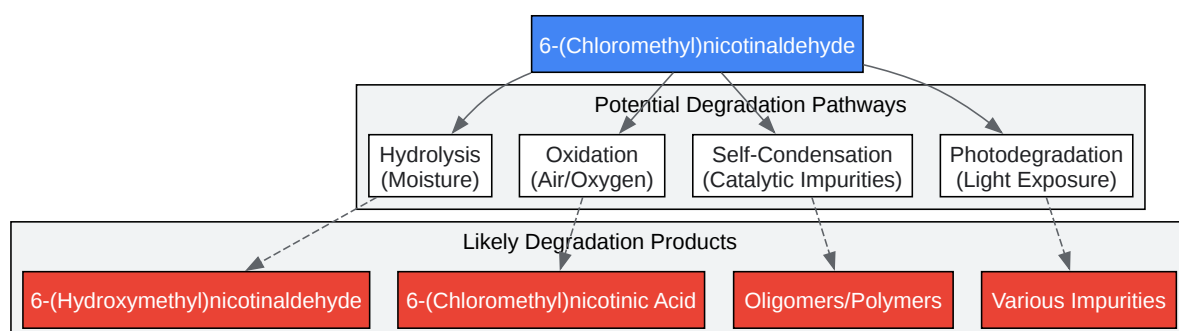 6-(Chloromethyl)nicotinaldehyde
Potential Degradation Pathways
Hydrolysis
(Moisture)
Oxidation
(Air/Oxygen)
Self-Condensation
(Catalytic Impurities)
Photodegradation
(Light Exposure)
Likely Degradation Products
6-(Hydroxymethyl)nicotinaldehyde
6-(Chloromethyl)nicotinic Acid
Oligomers/Polymers
Various Impurities